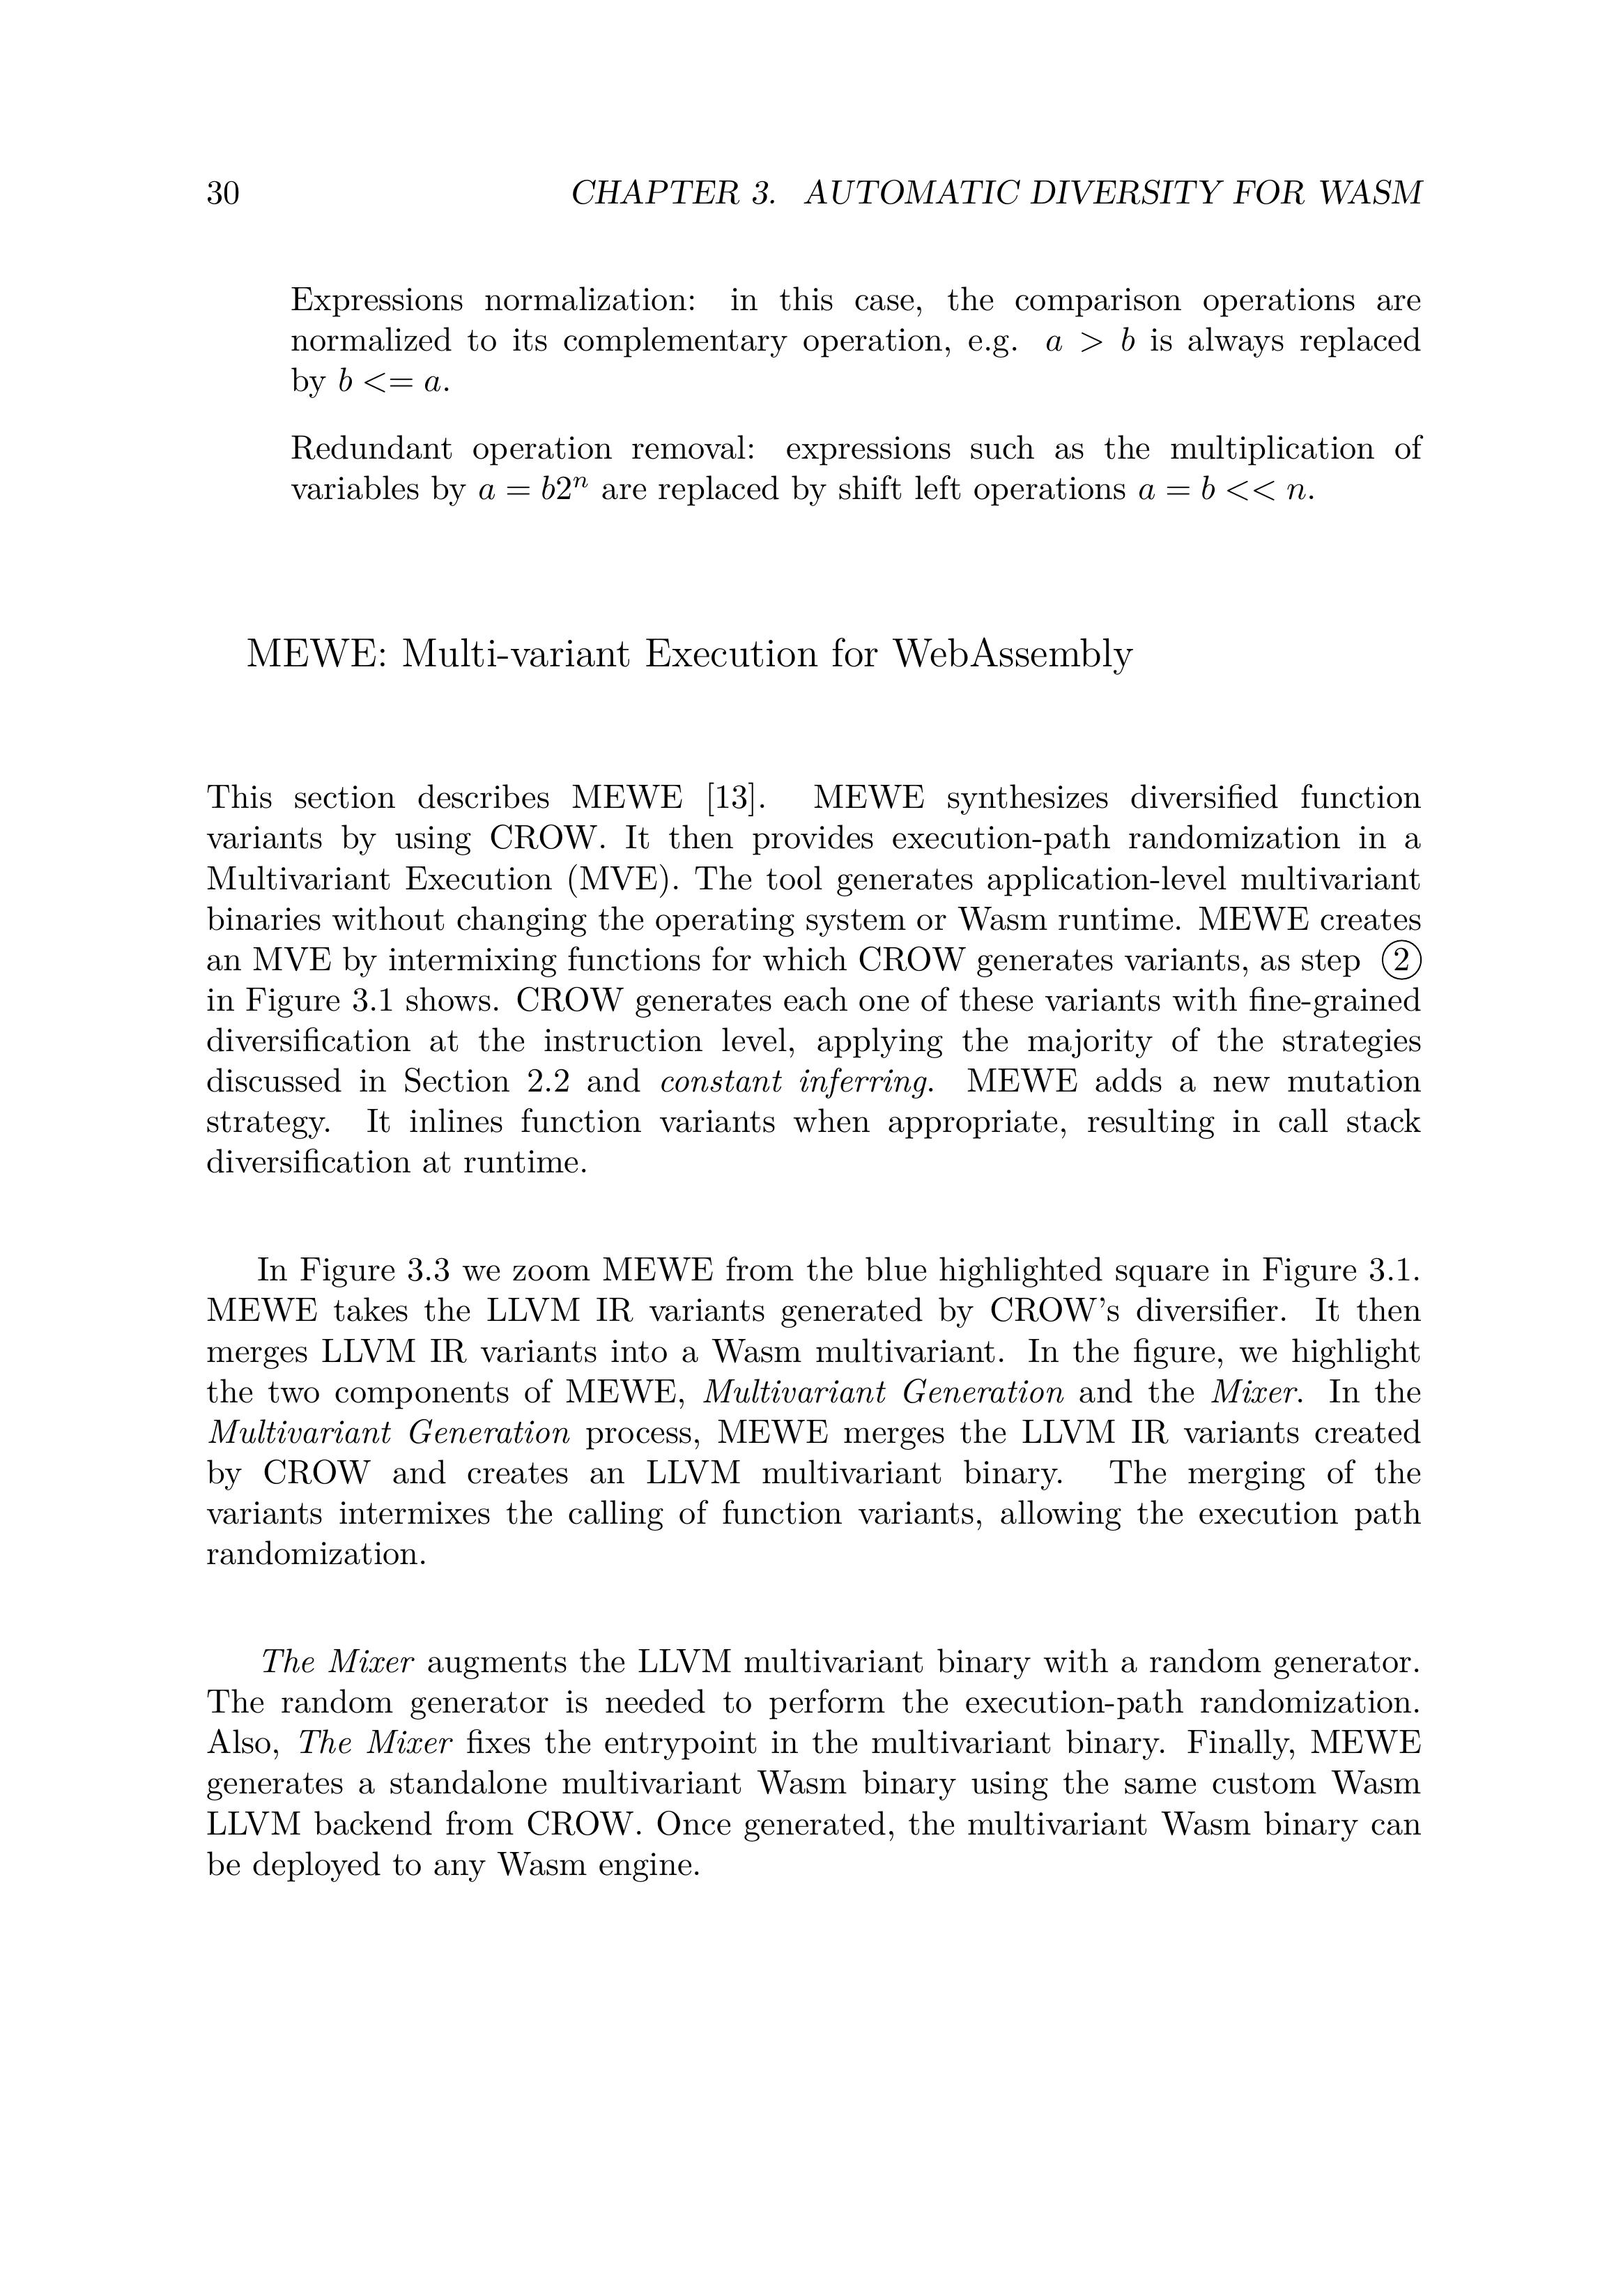 30 CHAPTER 3. AUTOMATIC DIVERSITY FOR WASM
Expressions normalization: in this case, the comparison operations are
normalized to its complementary operation, e.g. a > b is always replaced
by b <= a.
Redundant operation removal: expressions such as the multiplication of
variables by a = b2ⁿ are replaced by shift left operations a = b << n.
MEWE: Multi-variant Execution for WebAssembly
This section describes MEWE [13]. MEWE synthesizes diversified function
variants by using CROW. It then provides execution-path randomization in a
Multivariant Execution (MVE). The tool generates application-level multivariant
binaries without changing the operating system or Wasm runtime. MEWE creates
an MVE by intermixing functions for which CROW generates variants, as step ②
in Figure 3.1 shows. CROW generates each one of these variants with fine-grained
diversification at the instruction level, applying the majority of the strategies
discussed in Section 2.2 and constant inferring. MEWE adds a new mutation
strategy. It inlines function variants when appropriate, resulting in call stack
diversification at runtime.
In Figure 3.3 we zoom MEWE from the blue highlighted square in Figure 3.1.
MEWE takes the LLVM IR variants generated by CROW's diversifier. It then
merges LLVM IR variants into a Wasm multivariant. In the figure, we highlight
the two components of MEWE, Multivariant Generation and the Mixer. In the
Multivariant Generation process, MEWE merges the LLVM IR variants created
by CROW and creates an LLVM multivariant binary. The merging of the
variants intermixes the calling of function variants, allowing the execution path
randomization.
The Mixer augments the LLVM multivariant binary with a random generator.
The random generator is needed to perform the execution-path randomization.
Also, The Mixer fixes the entrypoint in the multivariant binary. Finally, MEWE
generates a standalone multivariant Wasm binary using the same custom Wasm
LLVM backend from CROW. Once generated, the multivariant Wasm binary can
be deployed to any Wasm engine.